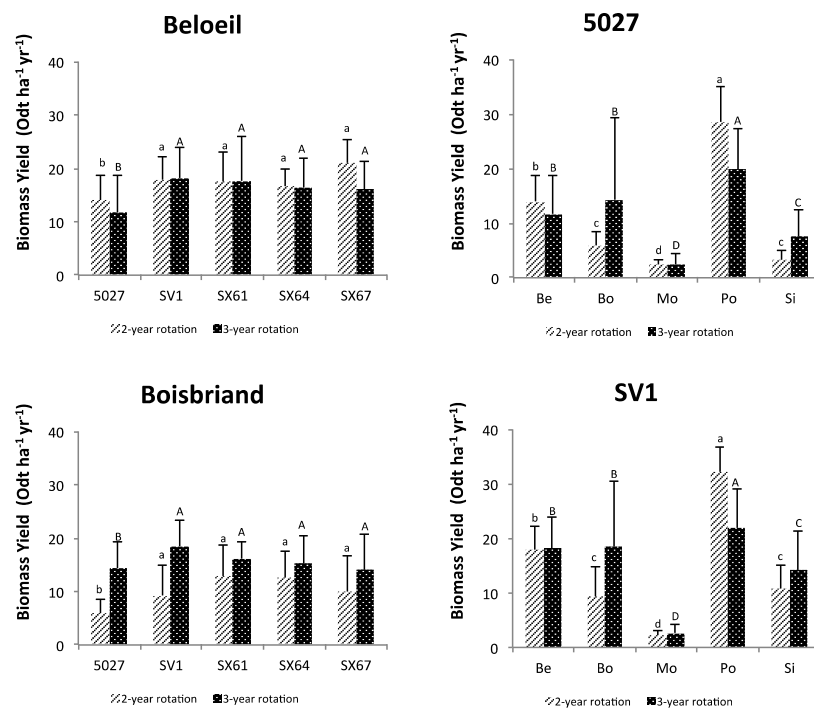 Beloeil
Biomass Yield (Odt ha-1 yr-1)
40
30
20
10
0
b B a A a A a A a A
5027 SV1 SX61 SX64 SX67
2-year rotation 3-year rotation
5027
Biomass Yield (Odt ha-1 yr-1)
40
30
20
10
0
b B c B d D a A c C
Be Bo Mo Po Si
2-year rotation 3-year rotation
Boisbriand
Biomass Yield (Odt ha-1 yr-1)
40
30
20
10
0
b B a A a A a A a A
5027 SV1 SX61 SX64 SX67
2-year rotation 3-year rotation
SV1
Biomass Yield (Odt ha-1 yr-1)
40
30
20
10
0
b B c B d D a A c C
Be Bo Mo Po Si
2-year rotation 3-year rotation